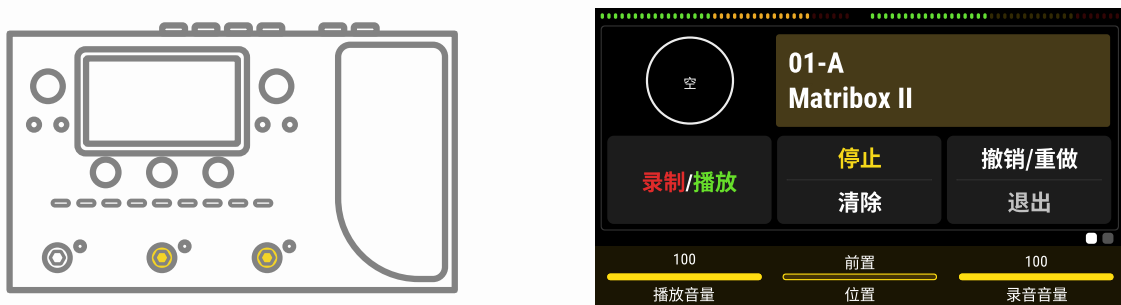 空
01-A
Matribox II
录制/播放
停止
清除
撤销/重做
退出
100
播放音量
前置
位置
100
录音音量